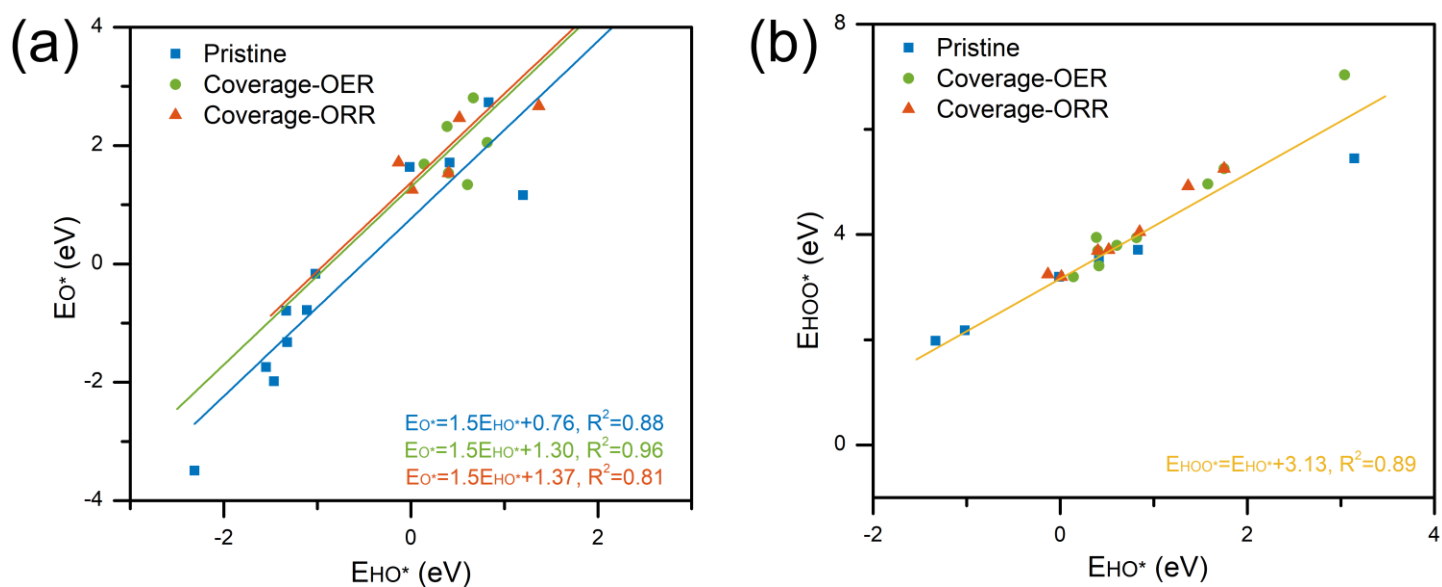 (a)
Pristine
Coverage-OER
Coverage-ORR
4
2
0
-2
-4
EO* (eV)
EO*=1.5EHO*+0.76, R²=0.88
EO*=1.5EHO*+1.30, R²=0.96
EO*=1.5EHO*+1.37, R²=0.81
-2
0
2
EHO* (eV)
(b)
Pristine
Coverage-OER
Coverage-ORR
8
4
0
EHOO* (eV)
EHOO*=EHO*+3.13, R²=0.89
-2
0
2
4
EHO* (eV)